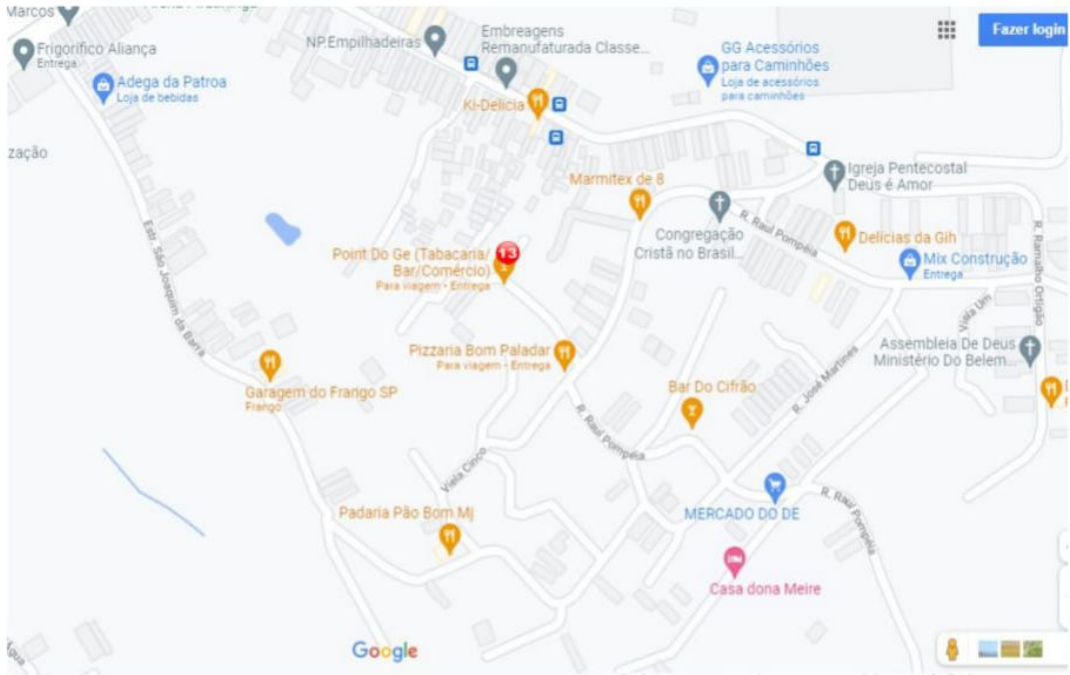 Marcos
Frigorifico Aliança
Entrega
Adega da Patroa
Loja de bebidas
NP.Empilhadeiras
Embreagens
Remanufaturada Classe...
GG Acessórios
para Caminhões
Loja de acessórios
para caminhões
Fazer login
Ki-Delicia
zação
Marmitex de 8
Igreja Pentecostal
Deus é Amor
R. Raul Pompéia
Congregação
Cristã no Brasil...
Delicias da Gih
Mix Construção
Entrega
R. Ramalho Ortigão
Estr. São Joaquim da Barra
Point Do Ge (Tabacaria/
Bar/Comércio)
Para viagem • Entrega
13
Viela Um
Pizzaria Bom Paladar
Para viagem • Entrega
Assembleia De Deus
Ministério Do Belem...
Garagem do Frango SP
Frango
Bar Do Cifrão
R. José Martines
R. Raul Pompéia
Viela Cinco
Padaria Pão Bom Mj
MERCADO DO DE
R. Raul Pompéia
Casa dona Meire
Google